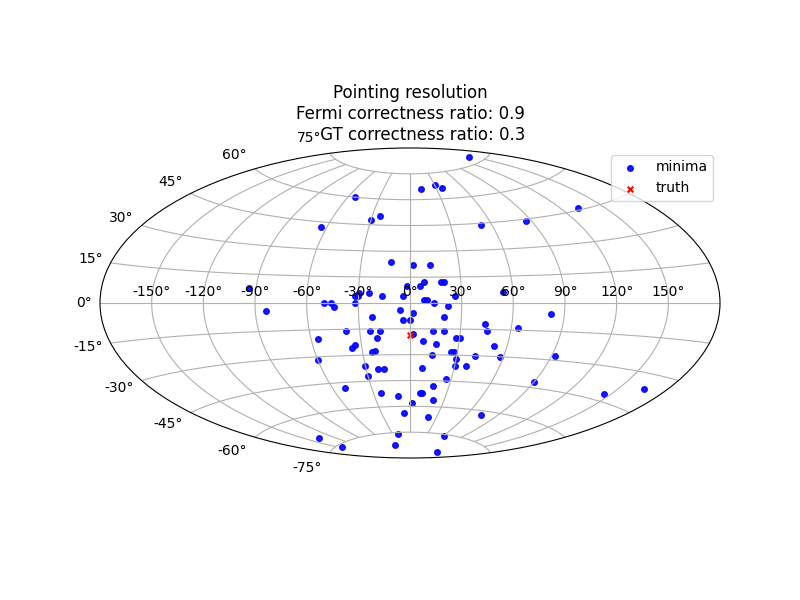 Pointing resolution
Fermi correctness ratio: 0.9
GT correctness ratio: 0.3
75°
60°
45°
30°
15°
0°
-15°
-30°
-45°
-60°
-75°
-150° -120° -90° -60° -30° 0° 30° 60° 90° 120° 150°
minima
truth